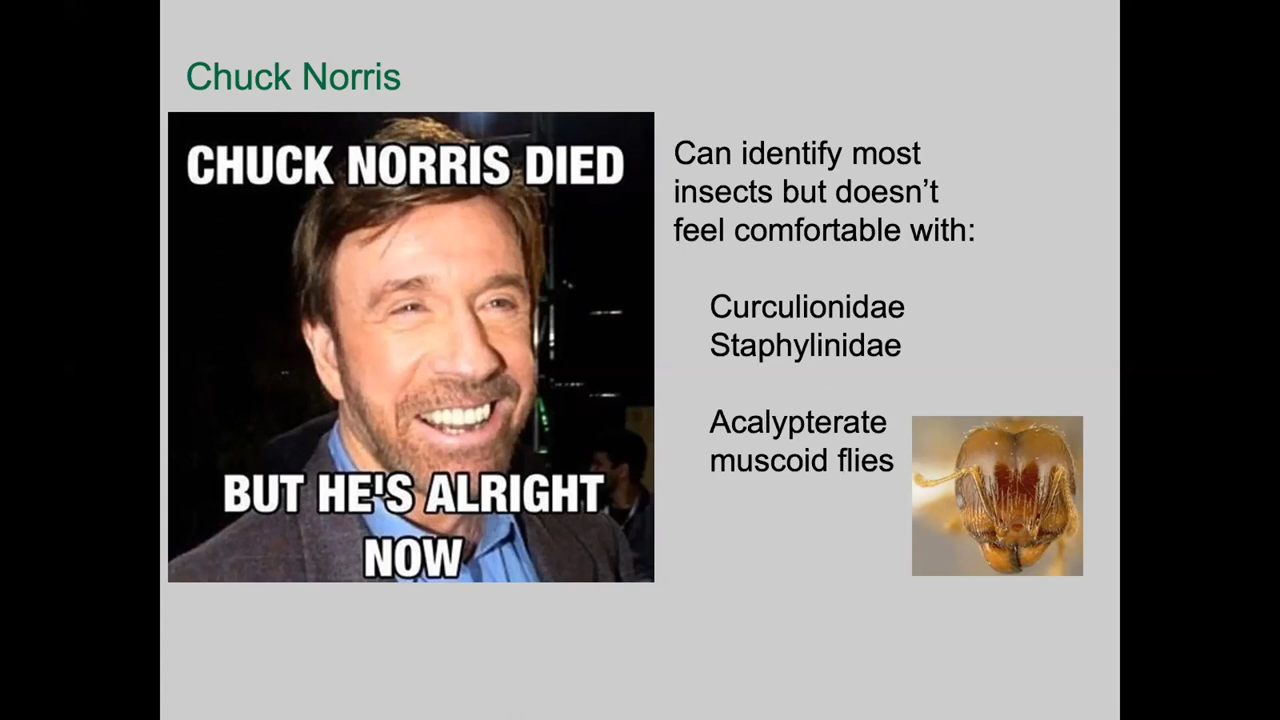 Chuck Norris
CHUCK NORRIS DIED
BUT HE'S ALRIGHT
NOW
Can identify most
insects but doesn’t
feel comfortable with:
Curculionidae
Staphylinidae
Acalypterate
muscoid flies